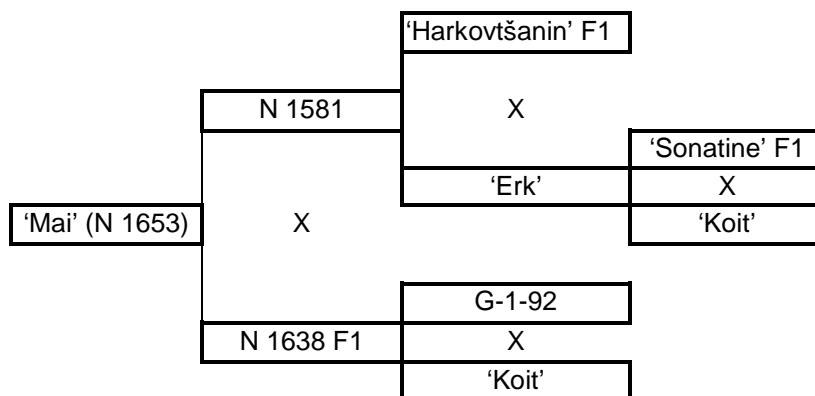 ‘Harkovtšanin’ F1
N 1581 X
‘Sonatine’ F1
‘Erk’ X
‘Mai’ (N 1653) X ‘Koit’
G-1-92
N 1638 F1 X
‘Koit’